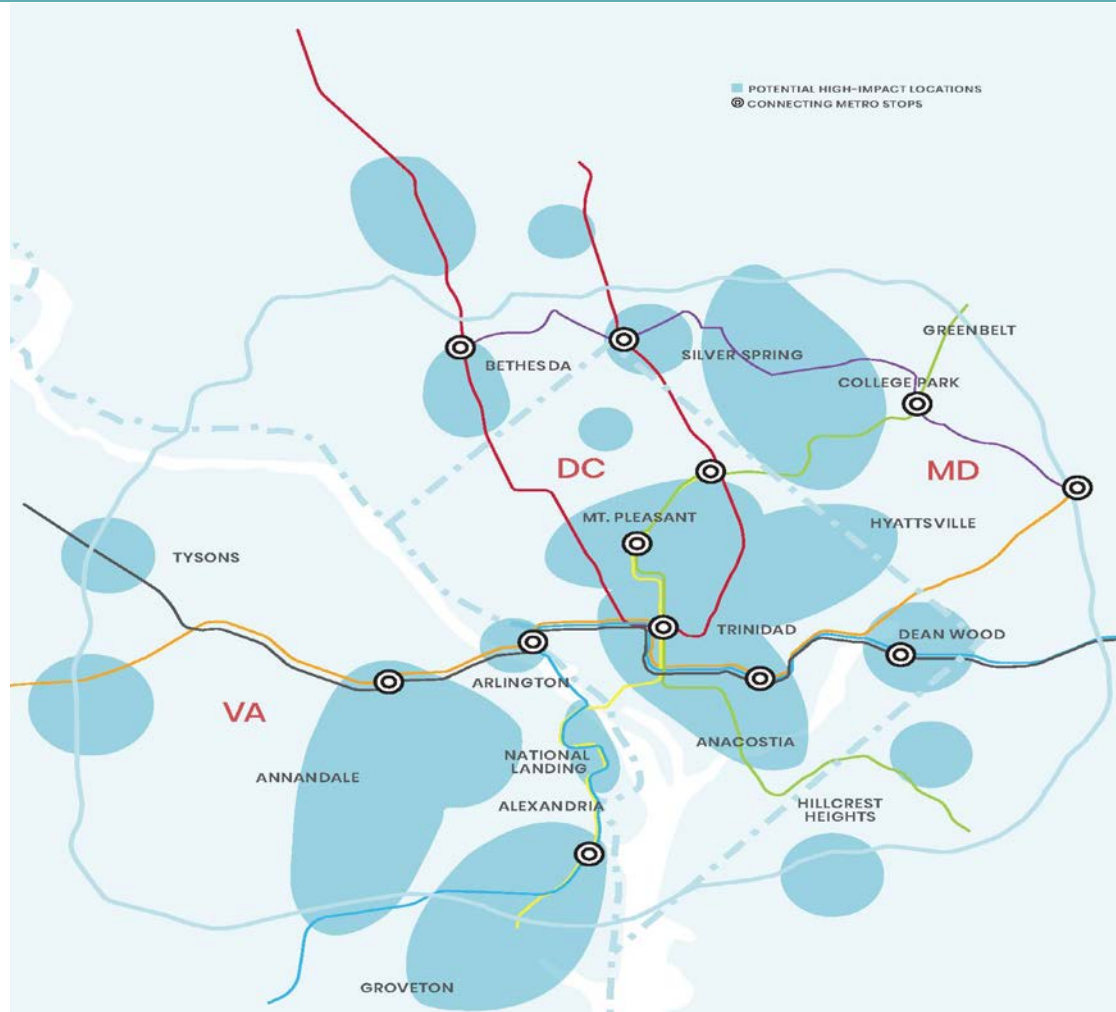 POTENTIAL HIGH-IMPACT LOCATIONS
CONNECTING METRO STOPS
GREENBELT
SILVER SPRING
BETHESDA
COLLEGE PARK
DC
MD
MT. PLEASANT
HYATTSVILLE
TYSONS
TRINIDAD
DEAN WOOD
ARLINGTON
VA
ANACOSTIA
NATIONAL
LANDING
ANNANDALE
ALEXANDRIA
HILLCREST
HEIGHTS
GROVETON